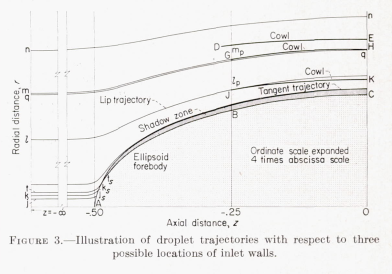 n
n
Cowl
D
E
Cowl
H
G
m_p
q
m
q
l_p
Cowl
K
Lip trajectory
J
Tangent trajectory
C
Shadow zone
B
l
Ellipsoid
forebody
Ordinate scale expanded
4 times abscissa scale
l_s
k_s
j_s
k
j
A
Radial distance, r
z=-∞
-.50
-.25
0
Axial distance, z
FIGURE 3.—Illustration of droplet trajectories with respect to three
possible locations of inlet walls.